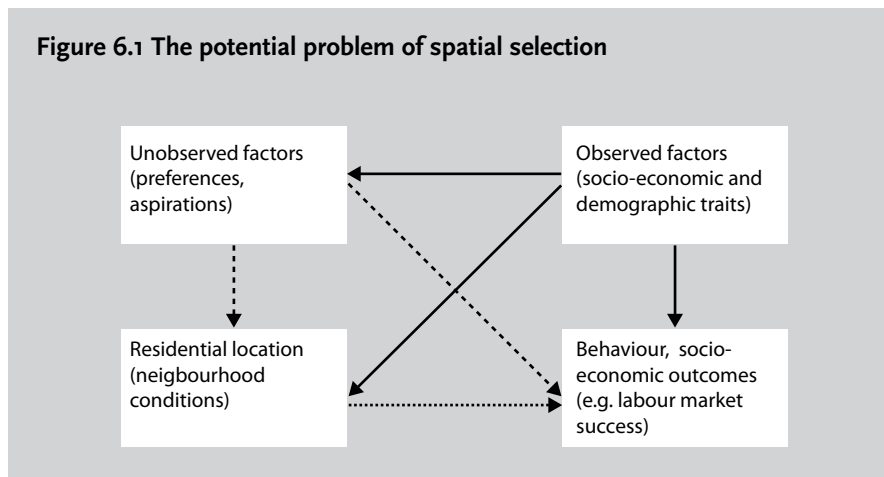 Figure 6.1 The potential problem of spatial selection
Unobserved factors
(preferences,
aspirations)
Observed factors
(socio-economic and
demographic traits)
Residential location
(neigbourhood
conditions)
Behaviour, socio-
economic outcomes
(e.g. labour market
success)